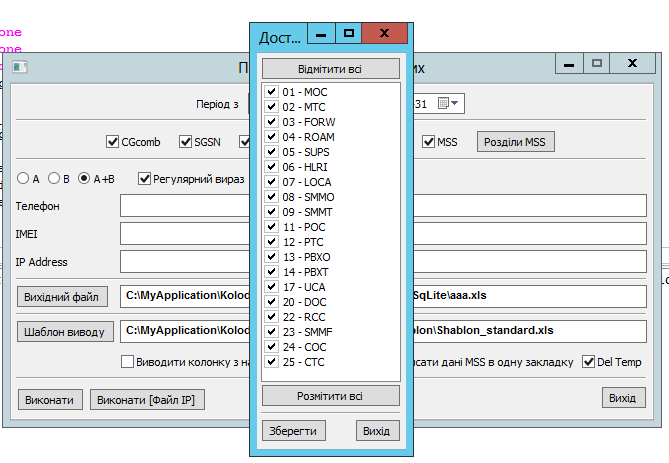 one
one
Дост...
Відмітити всі
01 - MOC
02 - MTC
03 - FORW
04 - ROAM
05 - SUPS
06 - HLRI
07 - LOCA
08 - SMMO
09 - SMMT
11 - POC
12 - PTC
13 - PBXO
14 - PBXT
17 - UCA
20 - DOC
22 - RCC
23 - SMMF
24 - COC
25 - CTC
Розмітити всі
Зберегти Вихід
Період з
31
CGcomb SGSN MSS Розділи MSS
A B A+B Регулярний вираз
Телефон
IMEI
IP Address
Вихідний файл C:\MyApplication\Kolod SqLite\aaa.xls
Шаблон виводу C:\MyApplication\Kolod blon\Shablon_standard.xls
Виводити колонку з на исати дані MSS в одну закладку Del Temp
Виконати Виконати [Файл IP] Вихід